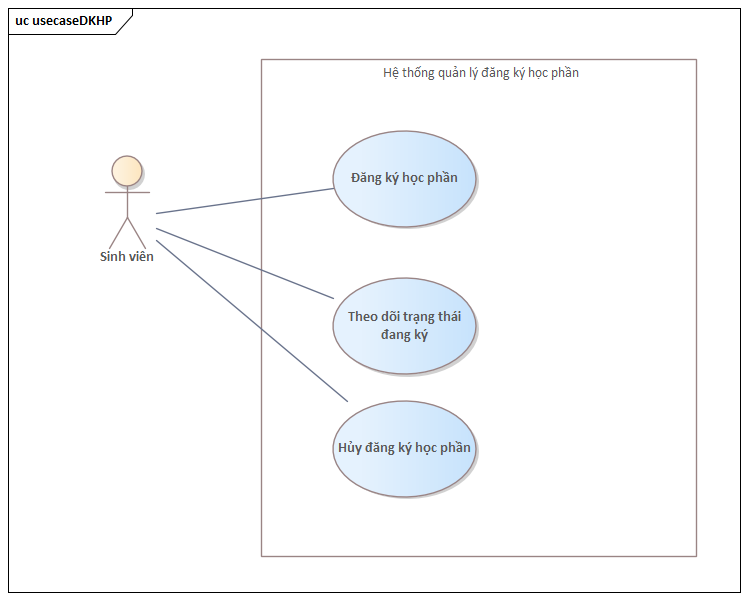 uc usecaseDKHP
Hệ thống quản lý đăng ký học phần
Đăng ký học phần
Sinh viên
Theo dõi trạng thái
đang ký
Hủy đăng ký học phần